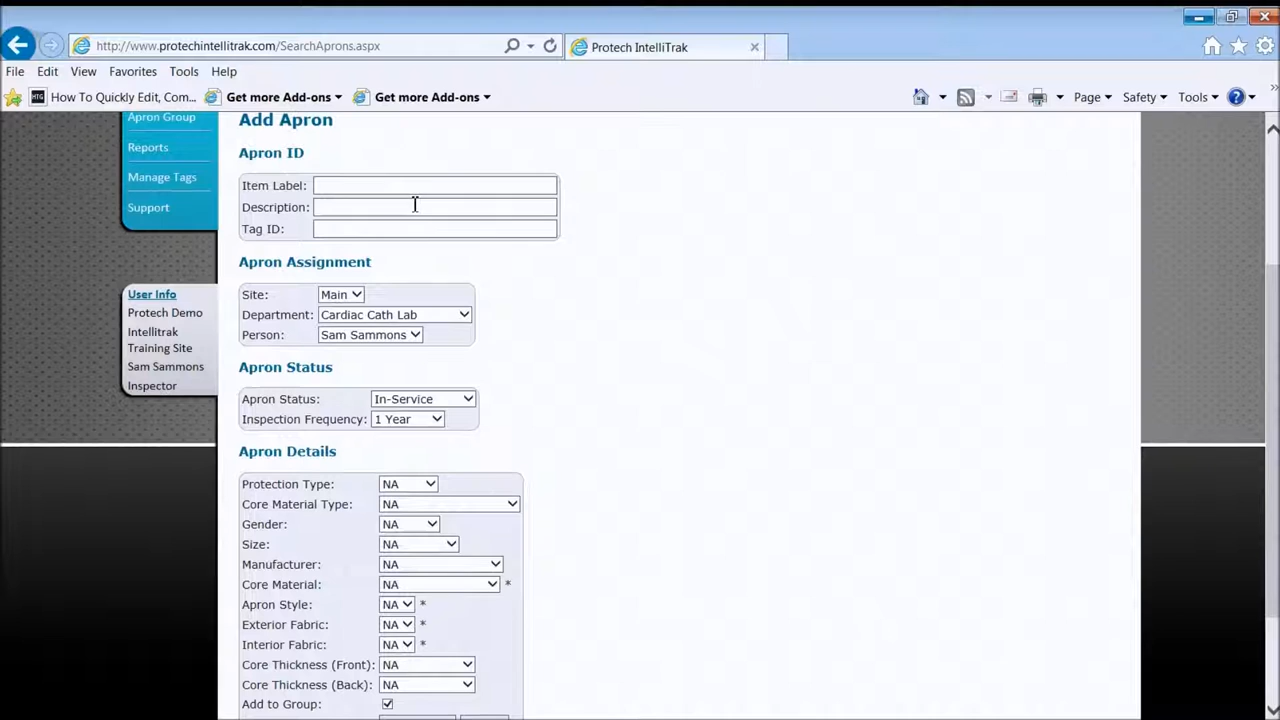 http://www.protechintellitrak.com/SearchAprons.aspx
Protech IntelliTrak
File Edit View Favorites Tools Help
HTG How To Quickly Edit, Com... Get more Add-ons Get more Add-ons Page Safety Tools
Apron Group
Reports
Manage Tags
Support
User Info
Protech Demo
Intellitrak
Training Site
Sam Sammons
Inspector
Add Apron
Apron ID
Item Label:
Description:
Tag ID:
Apron Assignment
Site: Main
Department: Cardiac Cath Lab
Person: Sam Sammons
Apron Status
Apron Status: In-Service
Inspection Frequency: 1 Year
Apron Details
Protection Type: NA
Core Material Type: NA
Gender: NA
Size: NA
Manufacturer: NA
Core Material: NA *
Apron Style: NA *
Exterior Fabric: NA *
Interior Fabric: NA *
Core Thickness (Front): NA
Core Thickness (Back): NA
Add to Group: